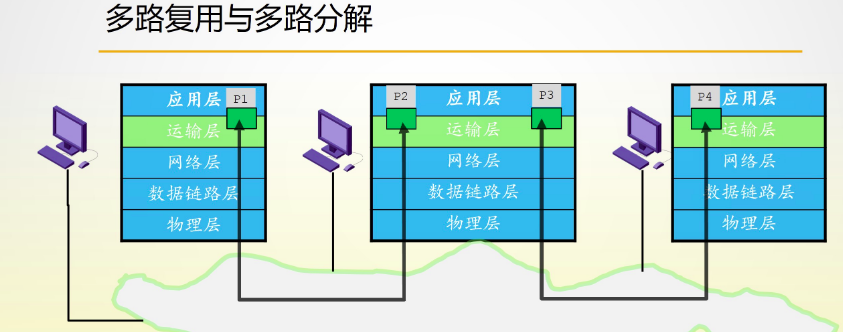 多路复用与多路分解
应用层 P1
运输层
网络层
数据链路层
物理层
P2 应用层 P3
运输层
网络层
数据链路层
物理层
P4 应用层
运输层
网络层
数据链路层
物理层